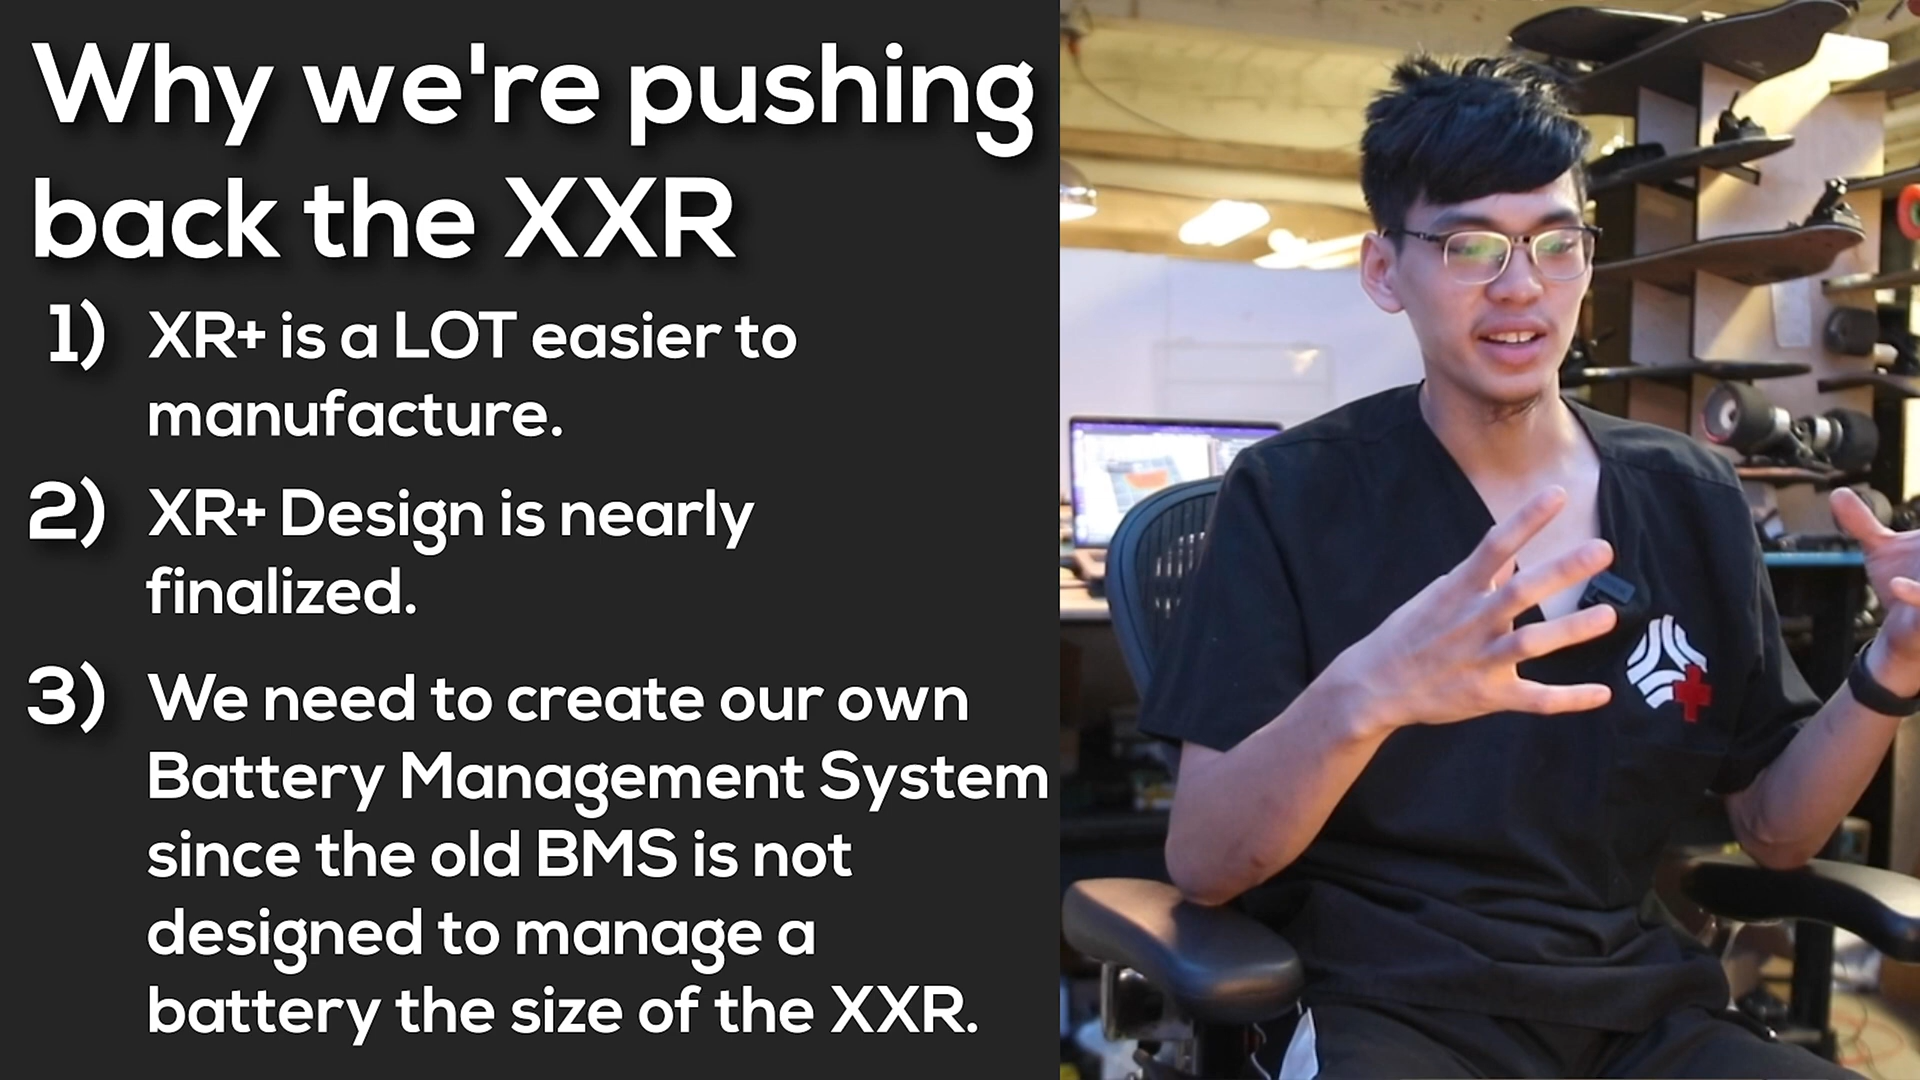 Why we're pushing
back the XXR
1) XR+ is a LOT easier to
manufacture.
2) XR+ Design is nearly
finalized.
3) We need to create our own
Battery Management System
since the old BMS is not
designed to manage a
battery the size of the XXR.